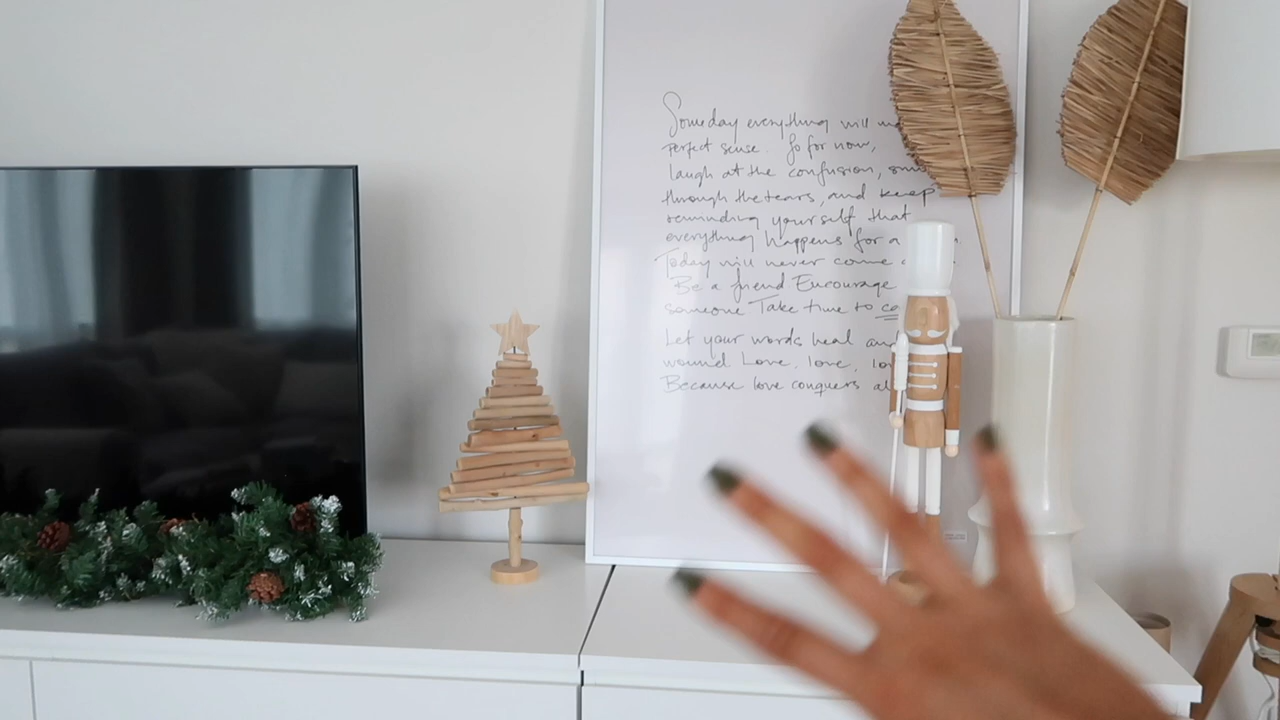 Someday everything will
perfect sense. So for now,
laugh at the confusion,
through the tears, and keep
reminding yourself that
everything happens for a
Today will never come
Be a friend Encourage
someone Take time to
Let your words heal and
wound Love, love,
Because love conquers